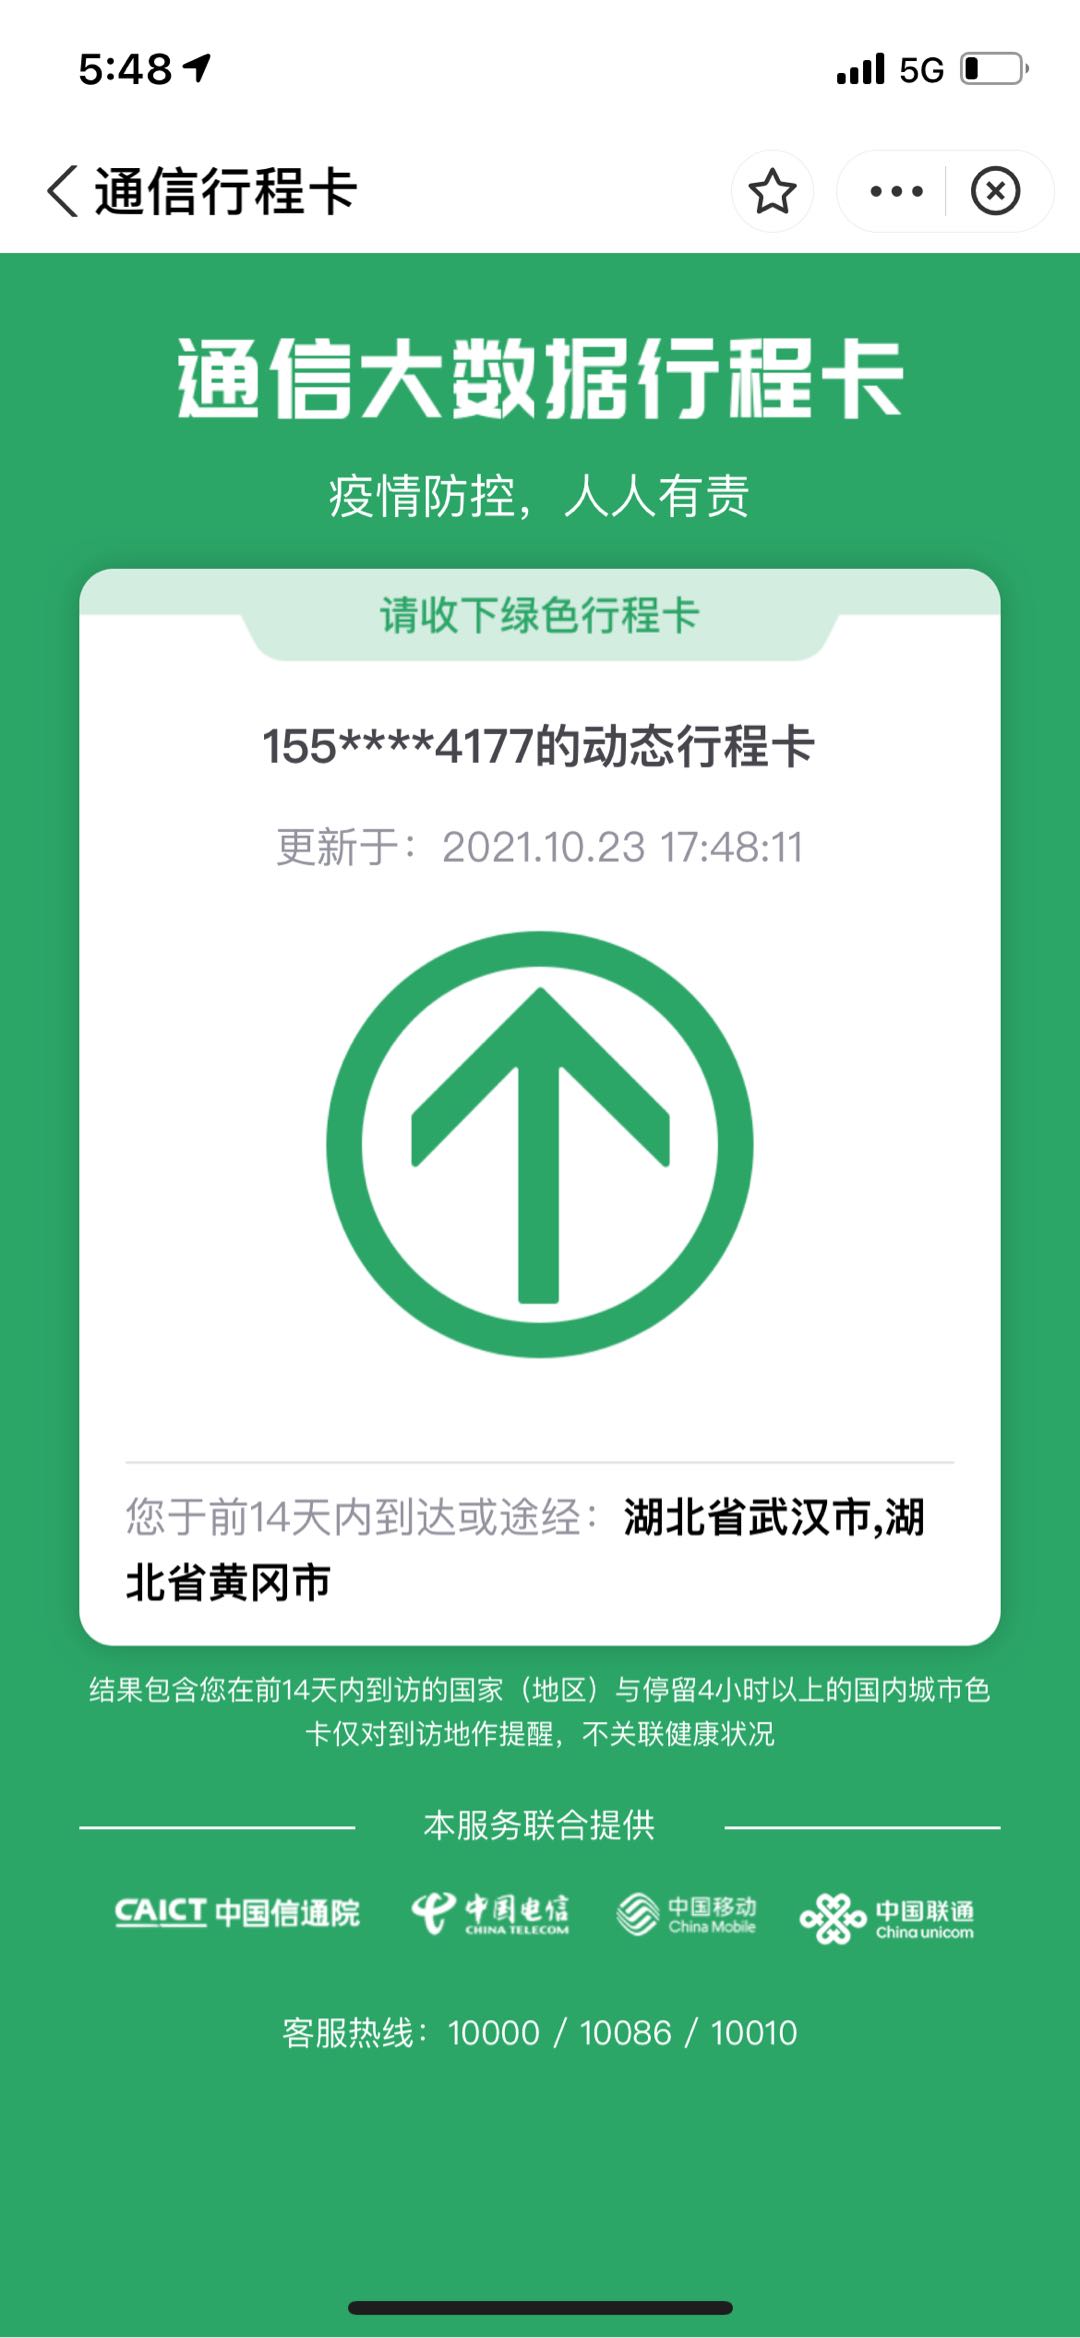 5:48
5G
通信行程卡
通信大数据行程卡
疫情防控，人人有责
请收下绿色行程卡
155****4177的动态行程卡
更新于：2021.10.23 17:48:11
您于前14天内到达或途经：湖北省武汉市,湖
北省黄冈市
结果包含您在前14天内到访的国家（地区）与停留4小时以上的国内城市色
卡仅对到访地作提醒，不关联健康状况
本服务联合提供
CAICT 中国信通院 中国电信 CHINA TELECOM 中国移动 China Mobile 中国联通 China unicom
客服热线：10000 / 10086 / 10010